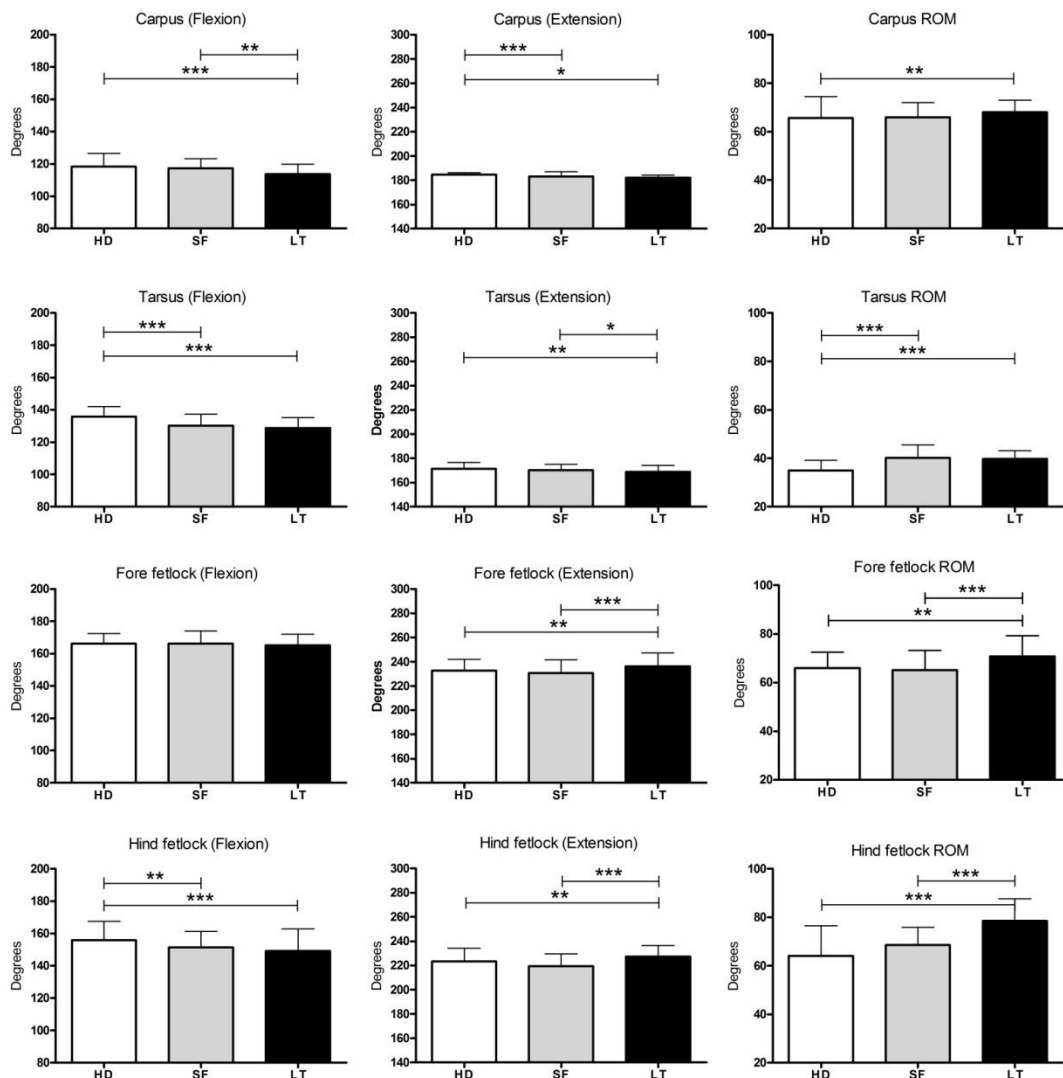 Carpus (Flexion)
200
180
160
140
120
100
80
Degrees
**
***
HD SF LT
Carpus (Extension)
300
280
260
240
220
200
180
160
140
Degrees
***
*
HD SF LT
Carpus ROM
100
80
60
40
20
Degrees
**
HD SF LT
Tarsus (Flexion)
200
180
160
140
120
100
80
Degrees
***
***
HD SF LT
Tarsus (Extension)
300
280
260
240
220
200
180
160
140
Degrees
*
**
HD SF LT
Tarsus ROM
100
80
60
40
20
Degrees
***
***
HD SF LT
Fore fetlock (Flexion)
200
180
160
140
120
100
80
Degrees
HD SF LT
Fore fetlock (Extension)
300
280
260
240
220
200
180
160
140
Degrees
***
**
HD SF LT
Fore fetlock ROM
100
80
60
40
20
Degrees
***
**
HD SF LT
Hind fetlock (Flexion)
200
180
160
140
120
100
80
Degrees
**
***
HD SF LT
Hind fetlock (Extension)
300
280
260
240
220
200
180
160
140
Degrees
***
**
HD SF LT
Hind fetlock ROM
100
80
60
40
20
Degrees
***
***
HD SF LT